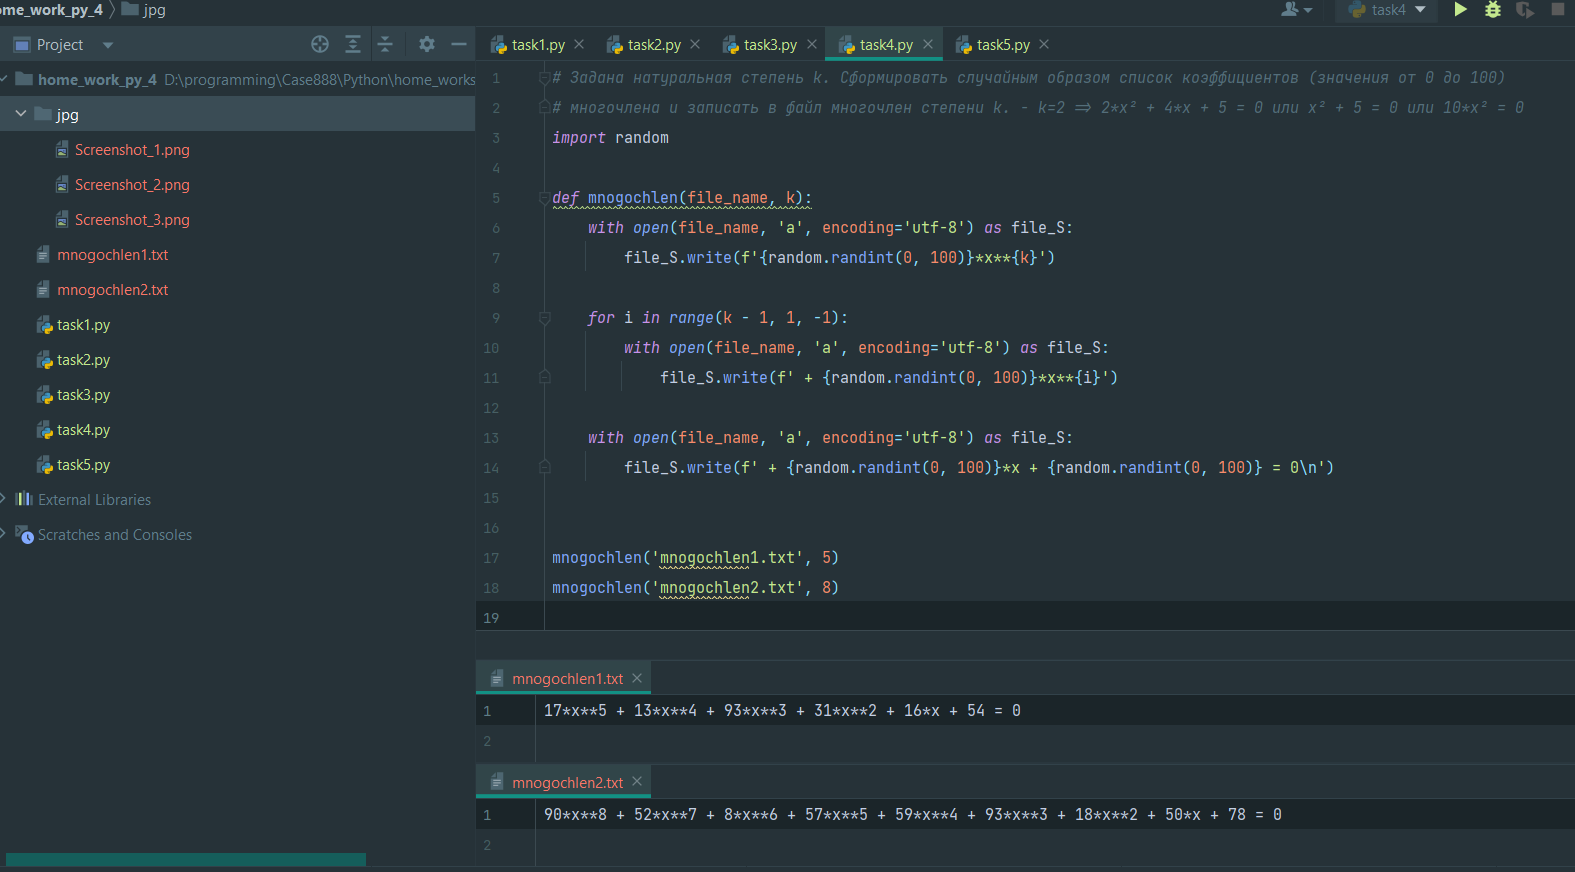 ome_work_py_4 jpg task4
Project
task1.py task2.py task3.py task4.py task5.py
home_work_py_4 D:\programming\Case888\Python\home_works
jpg
Screenshot_1.png
Screenshot_2.png
Screenshot_3.png
mnogochlen1.txt
mnogochlen2.txt
task1.py
task2.py
task3.py
task4.py
task5.py
External Libraries
Scratches and Consoles
1 # Задана натуральная степень k. Сформировать случайным образом список коэффициентов (значения от 0 до 100)
2 # многочлена и записать в файл многочлен степени k. - k=2 => 2*x² + 4*x + 5 = 0 или x² + 5 = 0 или 10*x² = 0
3 import random
4
5 def mnogochlen(file_name, k):
6 with open(file_name, 'a', encoding='utf-8') as file_S:
7 file_S.write(f'{random.randint(0, 100)}*x**{k}')
8
9 for i in range(k - 1, 1, -1):
10 with open(file_name, 'a', encoding='utf-8') as file_S:
11 file_S.write(f' + {random.randint(0, 100)}*x**{i}')
12
13 with open(file_name, 'a', encoding='utf-8') as file_S:
14 file_S.write(f' + {random.randint(0, 100)}*x + {random.randint(0, 100)} = 0\n')
15
16
17 mnogochlen('mnogochlen1.txt', 5)
18 mnogochlen('mnogochlen2.txt', 8)
19
mnogochlen1.txt
1 17*x**5 + 13*x**4 + 93*x**3 + 31*x**2 + 16*x + 54 = 0
2
mnogochlen2.txt
1 90*x**8 + 52*x**7 + 8*x**6 + 57*x**5 + 59*x**4 + 93*x**3 + 18*x**2 + 50*x + 78 = 0
2